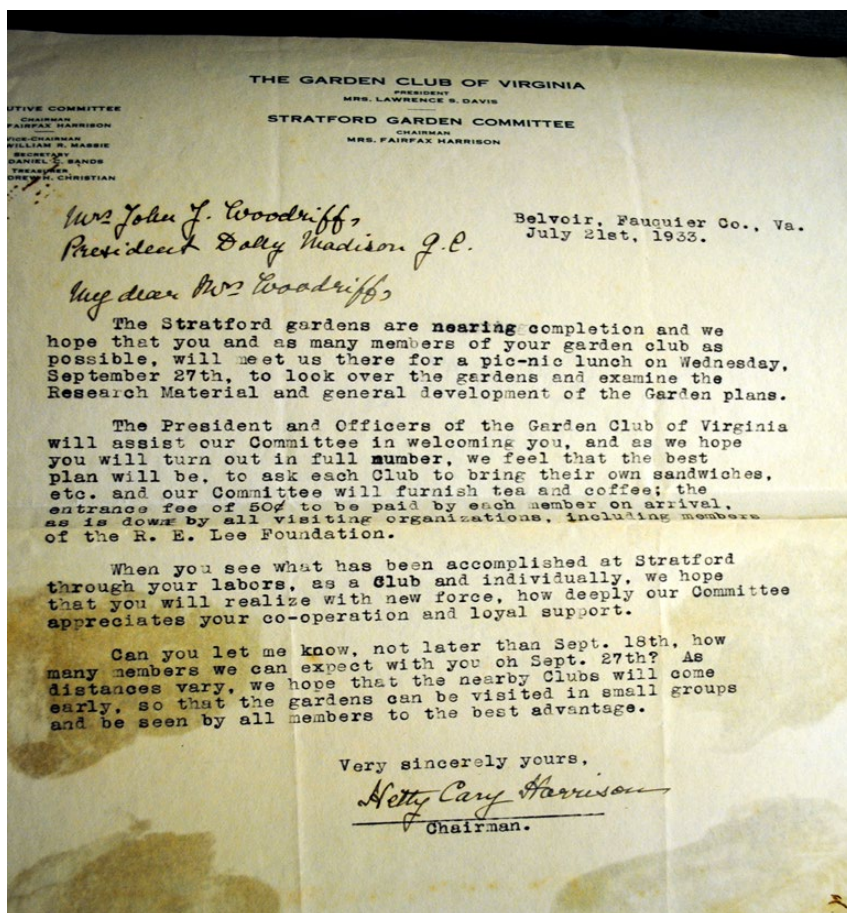 THE GARDEN CLUB OF VIRGINIA
PRESIDENT
MRS. LAWRENCE S. DAVIS
STRATFORD GARDEN COMMITTEE
CHAIRMAN
MRS. FAIRFAX HARRISON
UTIVE COMMITTEE
CHAIRMAN
FAIRFAX HARRISON
VICE-CHAIRMAN
WILLIAM R. MASSIE
SECRETARY
DANIEL C. SANDS
TREASURER
DREW H. CHRISTIAN
Mrs John J. Woodriff,
President Dolly Madison G.C.
Belvoir, Fauquier Co., Va.
July 21st, 1933.
My dear Mrs Woodriff,
The Stratford gardens are nearing completion and we
hope that you and as many members of your garden club as
possible, will meet us there for a pic-nic lunch on Wednesday,
September 27th, to look over the gardens and examine the
Research Material and general development of the Garden plans.
The President and Officers of the Garden Club of Virginia
will assist our Committee in welcoming you, and as we hope
you will turn out in full number, we feel that the best
plan will be, to ask each Club to bring their own sandwiches,
etc. and our Committee will furnish tea and coffee; the
entrance fee of 50¢ to be paid by each member on arrival,
as is done by all visiting organizations, including members
of the R. E. Lee Foundation.
When you see what has been accomplished at Stratford
through your labors, as a Club and individually, we hope
that you will realize with new force, how deeply our Committee
appreciates your co-operation and loyal support.
Can you let me know, not later than Sept. 18th, how
many members we can expect with you oh Sept. 27th? As
distances vary, we hope that the nearby Clubs will come
early, so that the gardens can be visited in small groups
and be seen by all members to the best advantage.
Very sincerely yours,
Hetty Cary Harrison
Chairman.